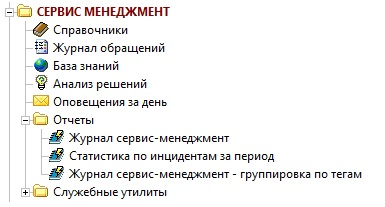 СЕРВИС МЕНЕДЖМЕНТ
Справочники
Журнал обращений
База знаний
Анализ решений
Оповещения за день
Отчеты
Журнал сервис-менеджмент
Статистика по инцидентам за период
Журнал сервис-менеджмент - группировка по тегам
Служебные утилиты